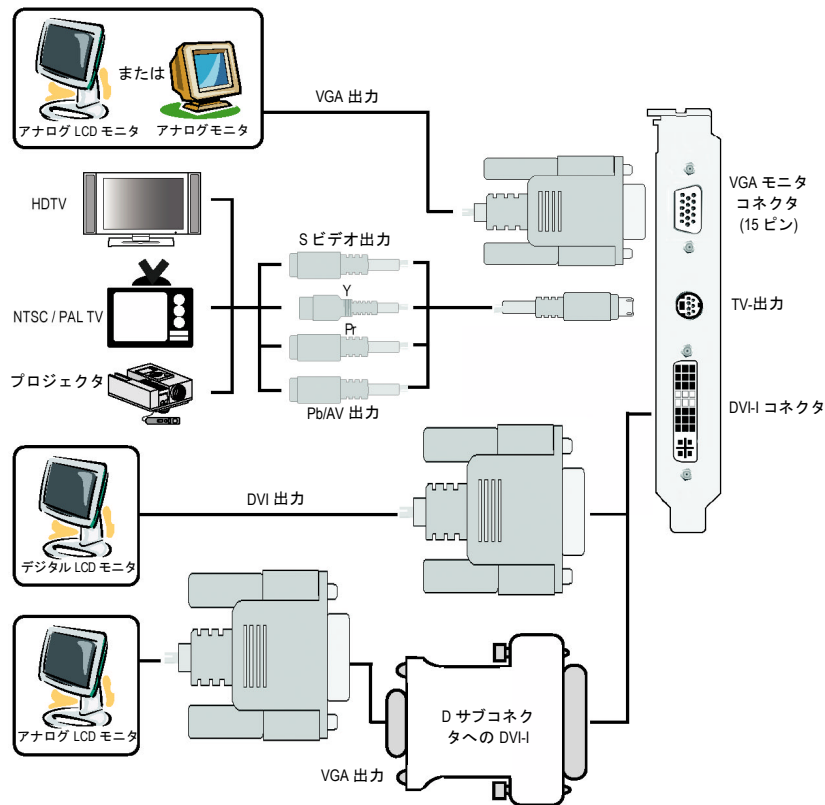 または
アナログ LCD モニタ
アナログモニタ
VGA 出力
VGA モニタ
コネクタ
(15 ピン)
HDTV
S ビデオ出力
Y
NTSC / PAL TV
TV-出力
Pr
プロジェクタ
Pb/AV 出力
DVI-I コネクタ
DVI 出力
デジタル LCD モニタ
D サブコネク
タへの DVI-I
アナログ LCD モニタ
VGA 出力